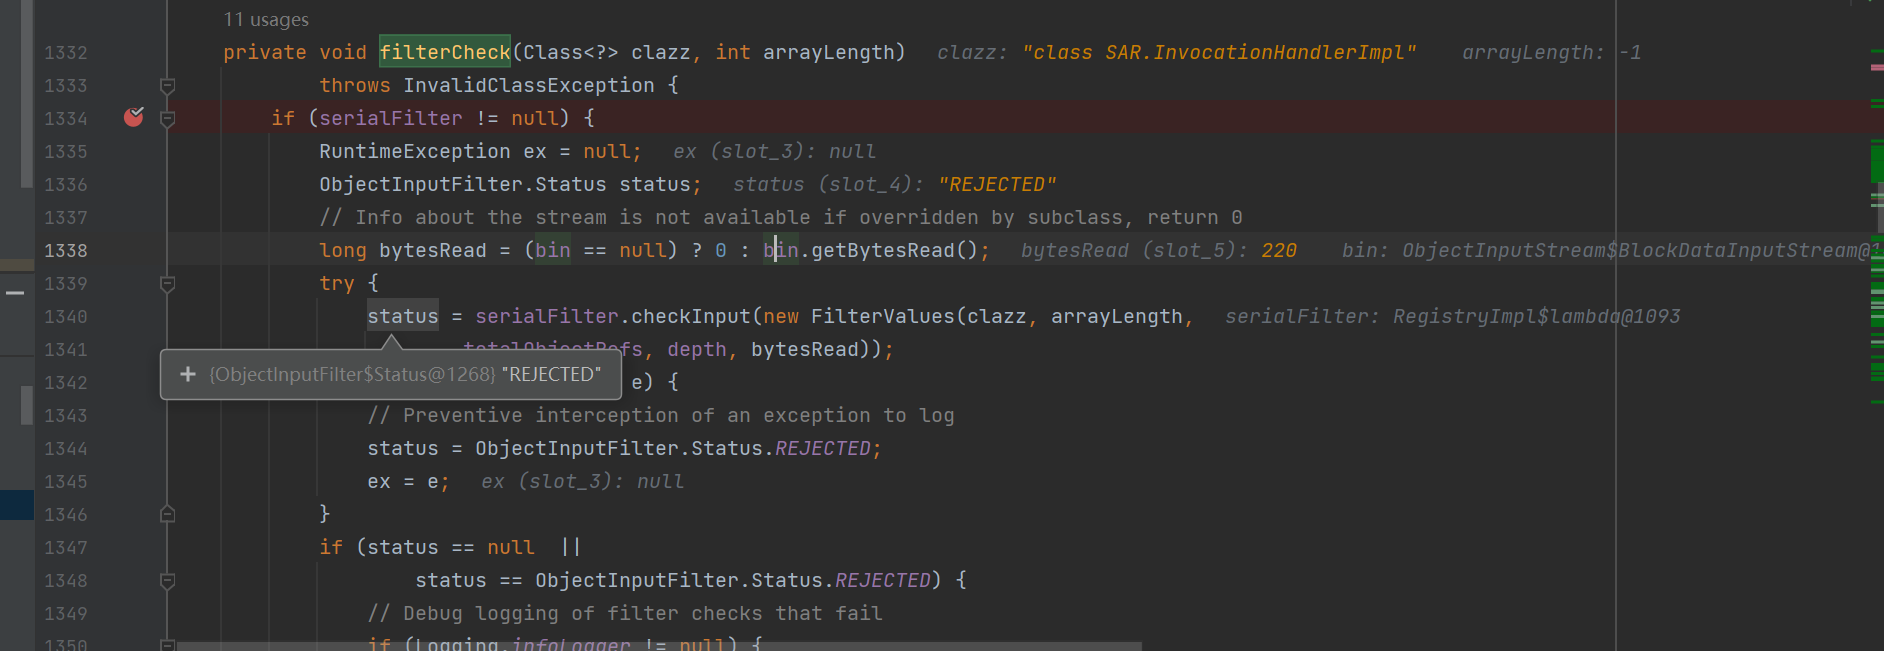 11 usages
1332 private void filterCheck(Class<?> clazz, int arrayLength) clazz: "class SAR.InvocationHandlerImpl" arrayLength: -1
1333 throws InvalidClassException {
1334 if (serialFilter != null) {
1335 RuntimeException ex = null; ex (slot_3): null
1336 ObjectInputFilter.Status status; status (slot_4): "REJECTED"
1337 // Info about the stream is not available if overridden by subclass, return 0
1338 long bytesRead = (bin == null) ? 0 : bin.getBytesRead(); bytesRead (slot_5): 220 bin: ObjectInputStream$BlockDataInputStream@1
1339 try {
1340 status = serialFilter.checkInput(new FilterValues(clazz, arrayLength, serialFilter: RegistryImpl$lambda@1093
1341 totalObjectRefs, depth, bytesRead));
+ {ObjectInputFilter$Status@1268} "REJECTED"
1342 e) {
1343 // Preventive interception of an exception to log
1344 status = ObjectInputFilter.Status.REJECTED;
1345 ex = e; ex (slot_3): null
1346 }
1347 if (status == null ||
1348 status == ObjectInputFilter.Status.REJECTED) {
1349 // Debug logging of filter checks that fail
1350 if (Logging.infoLogger != null) {